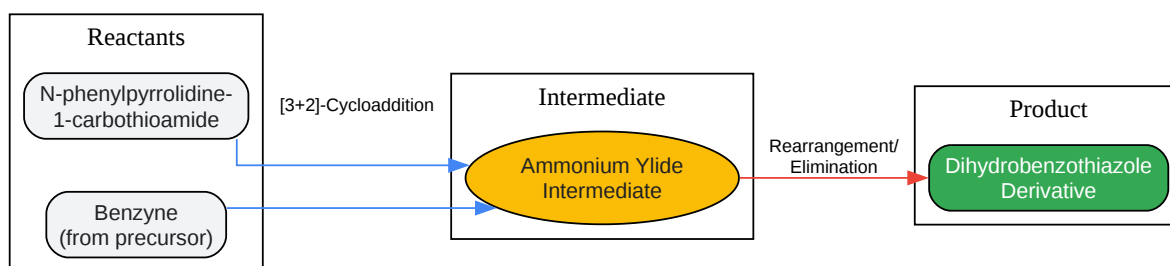 Reactants
N-phenylpyrrolidine-
1-carbothioamide
Benzyne
(from precursor)
[3+2]-Cycloaddition
Intermediate
Ammonium Ylide
Intermediate
Rearrangement/
Elimination
Product
Dihydrobenzothiazole
Derivative